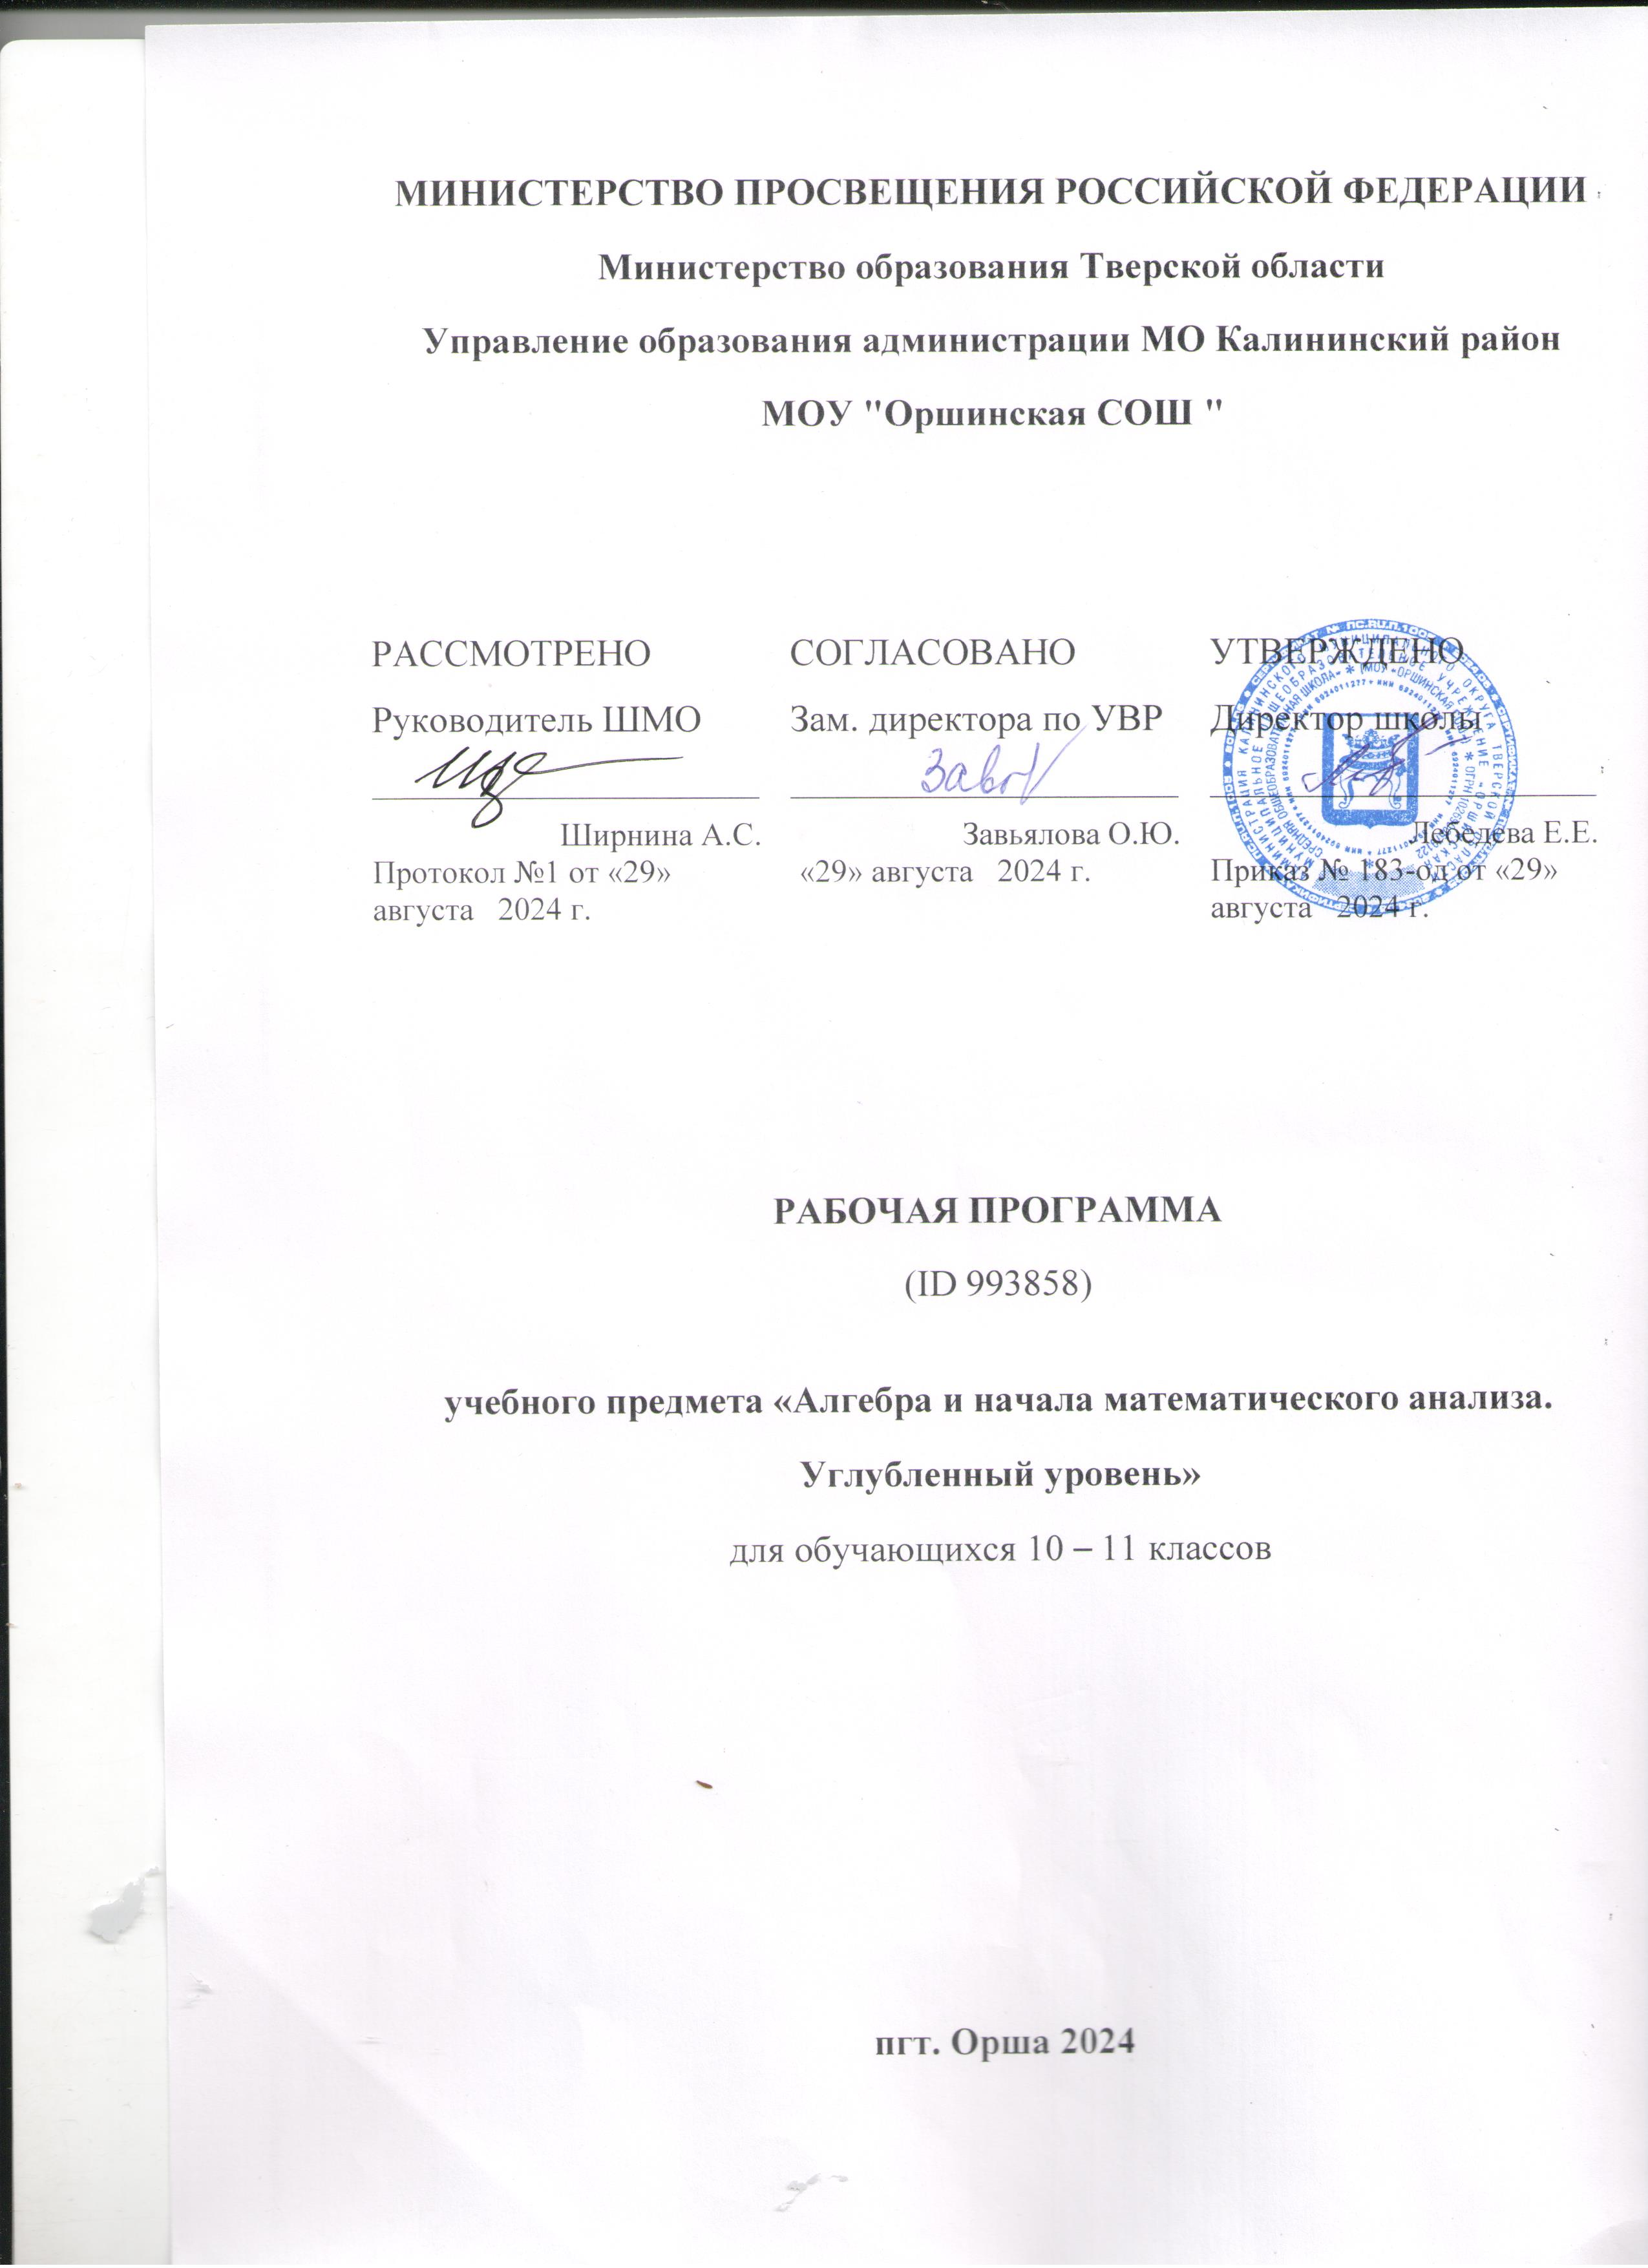 МИНИСТЕРСТВО ПРОСВЕЩЕНИЯ РОССИЙСКОЙ ФЕДЕРАЦИИ
Министерство образования Тверской области
Управление образования администрации МО Калининский район
МОУ "Оршинская СОШ "
РАССМОТРЕНО
Руководитель ШМО
Ширнина А.С.
Протокол №1 от «29»
августа 2024 г.
СОГЛАСОВАНО
Зам. директора по УВР
Завьялова О.Ю.
«29» августа 2024 г.
УТВЕРЖДЕНО
Директор школы
Лебедева Е.Е.
Приказ № 183-од от «29»
августа 2024 г.
РАБОЧАЯ ПРОГРАММА
(ID 993858)
учебного предмета «Алгебра и начала математического анализа.
Углубленный уровень»
для обучающихся 10 – 11 классов
пгт. Орша 2024